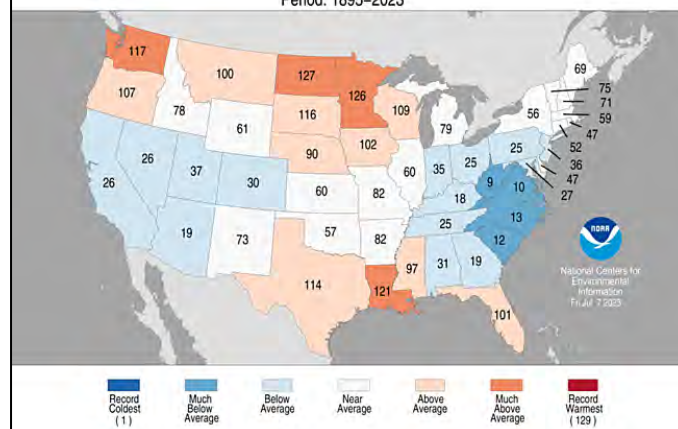 Period: 1895–2023
117
127
100
126
69
107
116
109
75
71
78
56
59
61
79
47
90
102
25
52
36
26
37
30
35
25
47
26
60
82
60
9
10
27
18
19
73
57
82
25
13
12
114
97
31
19
121
101
NOAA
National Centers for
Environmental
Information
Fri Jul 7 2023
Record
Coldest
(1)
Much
Below
Average
Below
Average
Near
Average
Above
Average
Much
Above
Average
Record
Warmest
(129)